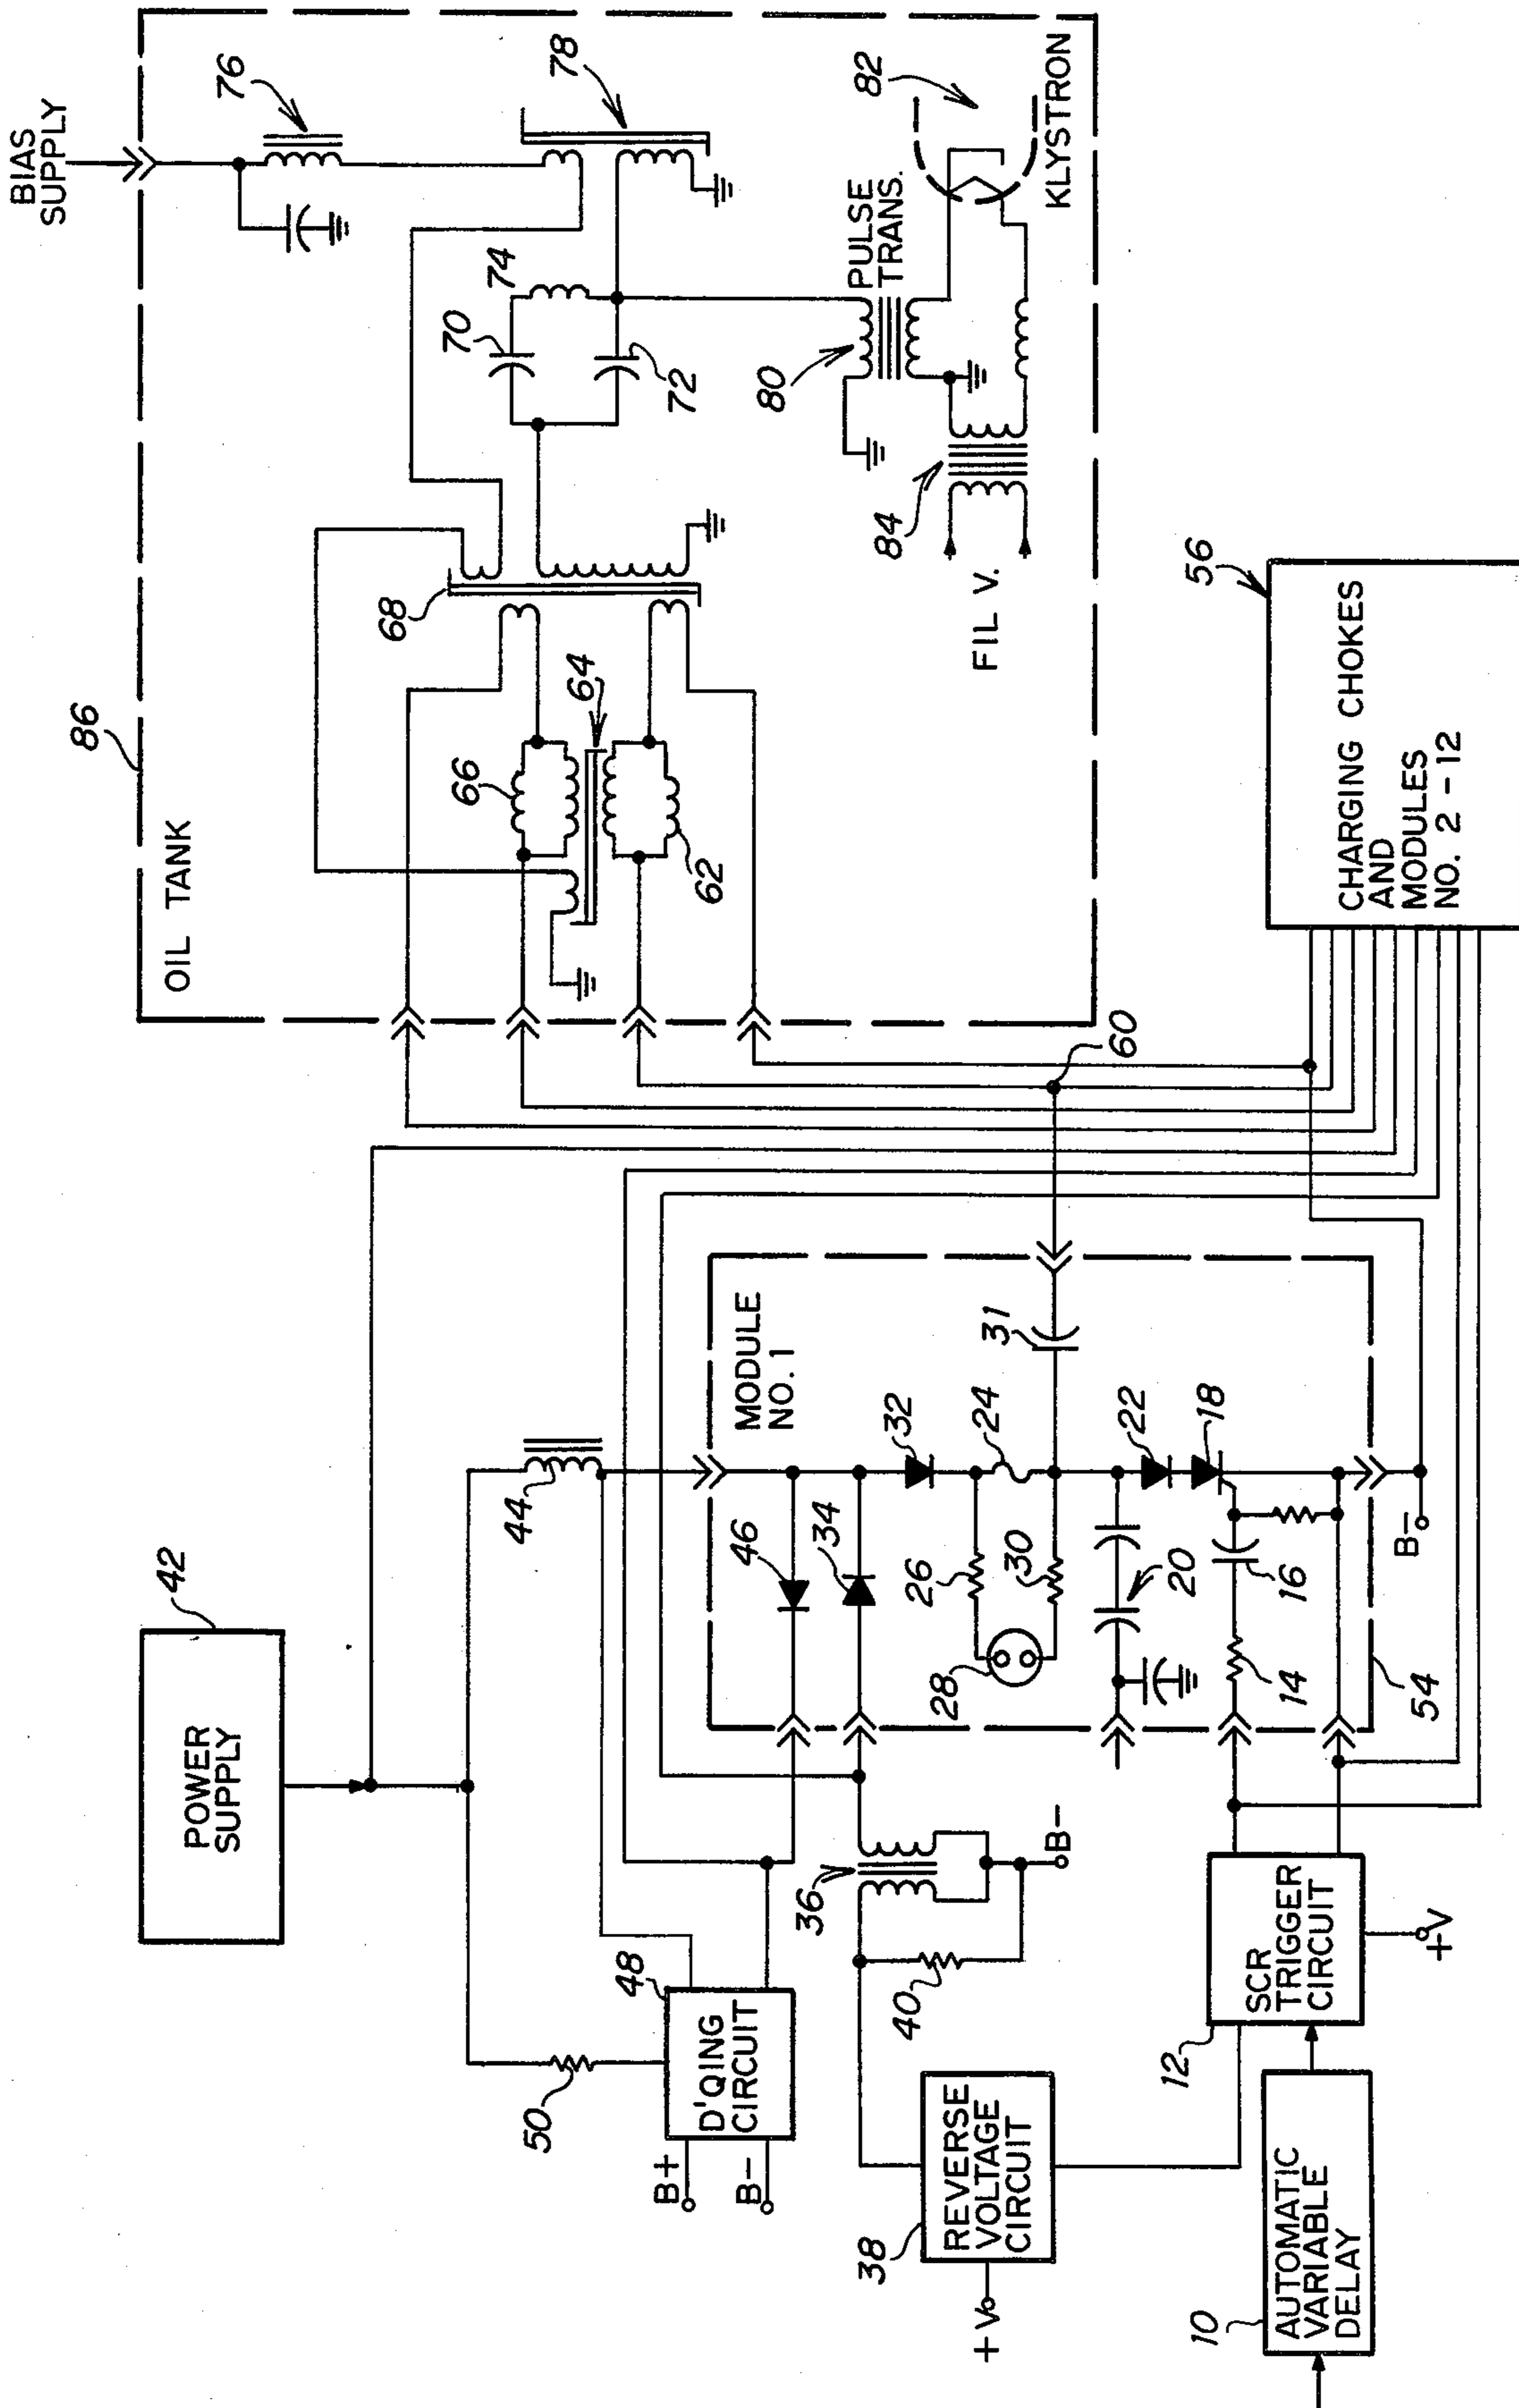 BIAS
SUPPLY
76
78
82
KLYSTRON
74
70
72
PULSE
TRANS.
80
84
FIL V.
68
64
66
62
86
OIL TANK
60
56
CHARGING CHOKES
AND
MODULES
NO. 2 - 12
MODULE
NO. 1
31
32
24
22
18
44
46
34
26
30
20
16
28
14
54
B-
42
POWER
SUPPLY
36
B-
48
40
D'QING
CIRCUIT
50
B+
B-
SCR
TRIGGER
CIRCUIT
12
+V
REVERSE
VOLTAGE
CIRCUIT
38
+V
AUTOMATIC
VARIABLE
DELAY
10